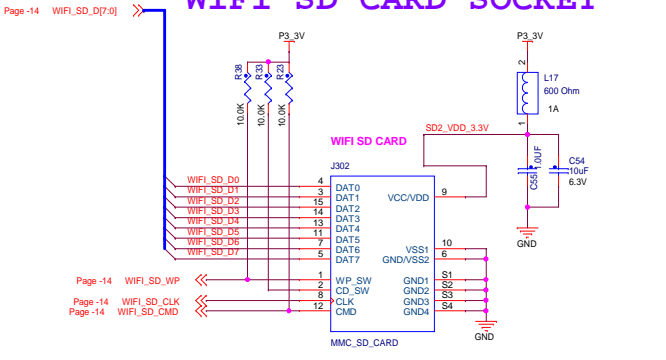 WIFI SD CARD SOCKET
Page -14 WIFI_SD_D[7:0]
P3_3V P3_3V
R38 R33 R23
10.0K 10.0K 10.0K
2
L17
600 Ohm
1A
1
SD2_VDD_3.3V
WIFI SD CARD
J302
C55 1.0UF
C54
10uF
6.3V
GND
WIFI_SD_D0 4 DAT0
WIFI_SD_D1 3 DAT1 VCC/VDD 9
WIFI_SD_D2 15 DAT2
WIFI_SD_D3 14 DAT3
WIFI_SD_D4 13 DAT4
WIFI_SD_D5 11 DAT5
WIFI_SD_D6 7 DAT6 VSS1 10
WIFI_SD_D7 5 DAT7 GND/VSS2 6
Page -14 WIFI_SD_WP 1 WP_SW GND1 S1
2 CD_SW GND2 S2
Page -14 WIFI_SD_CLK 8 CLK GND3 S3
Page -14 WIFI_SD_CMD 12 CMD GND4 S4
GND
MMC_SD_CARD